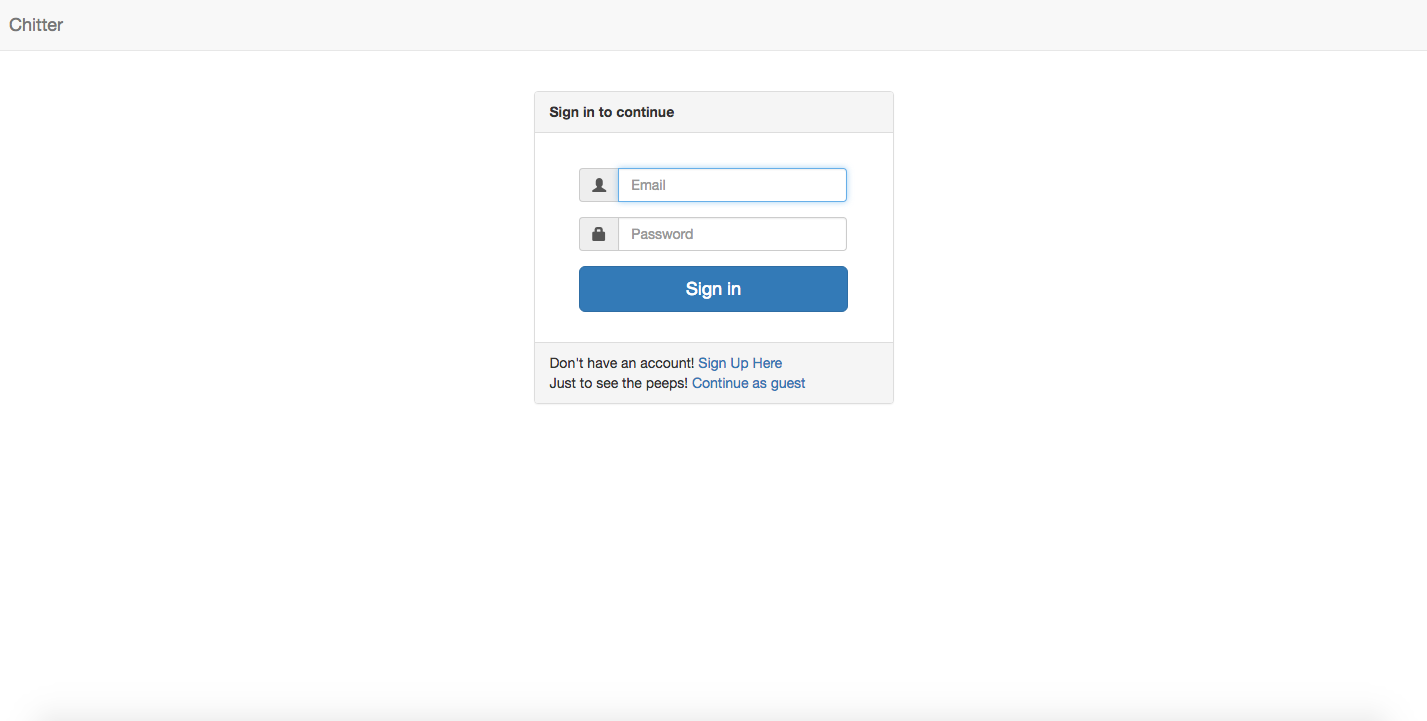 Chitter
Sign in to continue
Email
Password
Sign in
Don't have an account! Sign Up Here
Just to see the peeps! Continue as guest